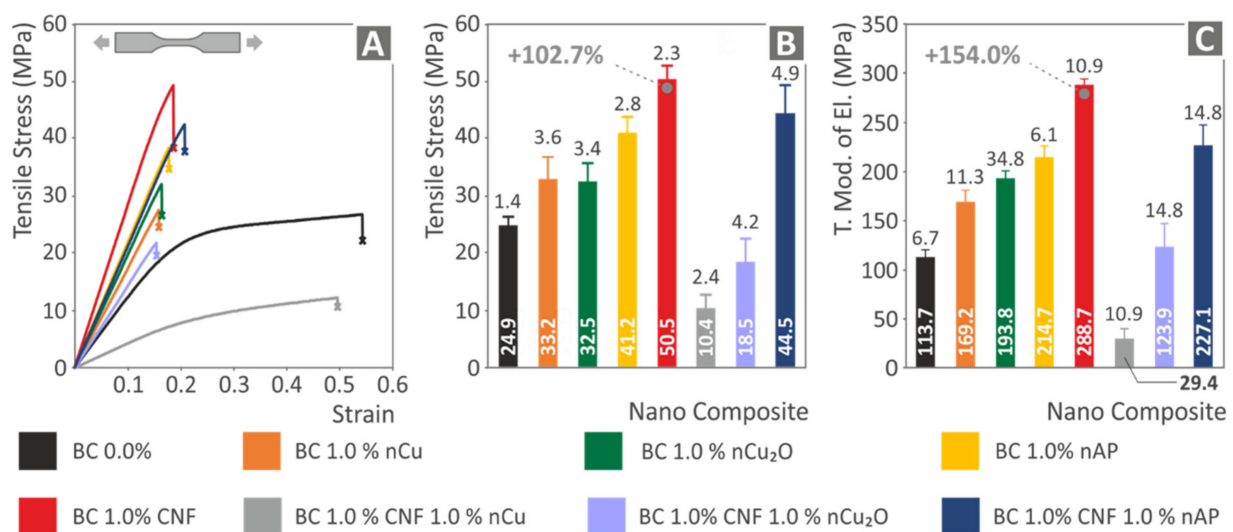 A
Tensile Stress (MPa)
60
50
40
30
20
10
0
0.1 0.2 0.3 0.4 0.5 0.6
Strain
B
Tensile Stress (MPa)
60
50
40
30
20
10
0
+102.7%
1.4 3.6 3.4 2.8 2.3 2.4 4.2 4.9
24.9 33.2 32.5 41.2 50.5 10.4 18.5 44.5
Nano Composite
C
T. Mod. of El. (MPa)
350
300
250
200
150
100
50
0
+154.0%
6.7 11.3 34.8 6.1 10.9 10.9 14.8 14.8
113.7 169.2 193.8 214.7 288.7 29.4 123.9 227.1
Nano Composite
BC 0.0% BC 1.0 % nCu BC 1.0 % nCu₂O BC 1.0% nAP
BC 1.0% CNF BC 1.0 % CNF 1.0 % nCu BC 1.0% CNF 1.0 % nCu₂O BC 1.0% CNF 1.0 % nAP